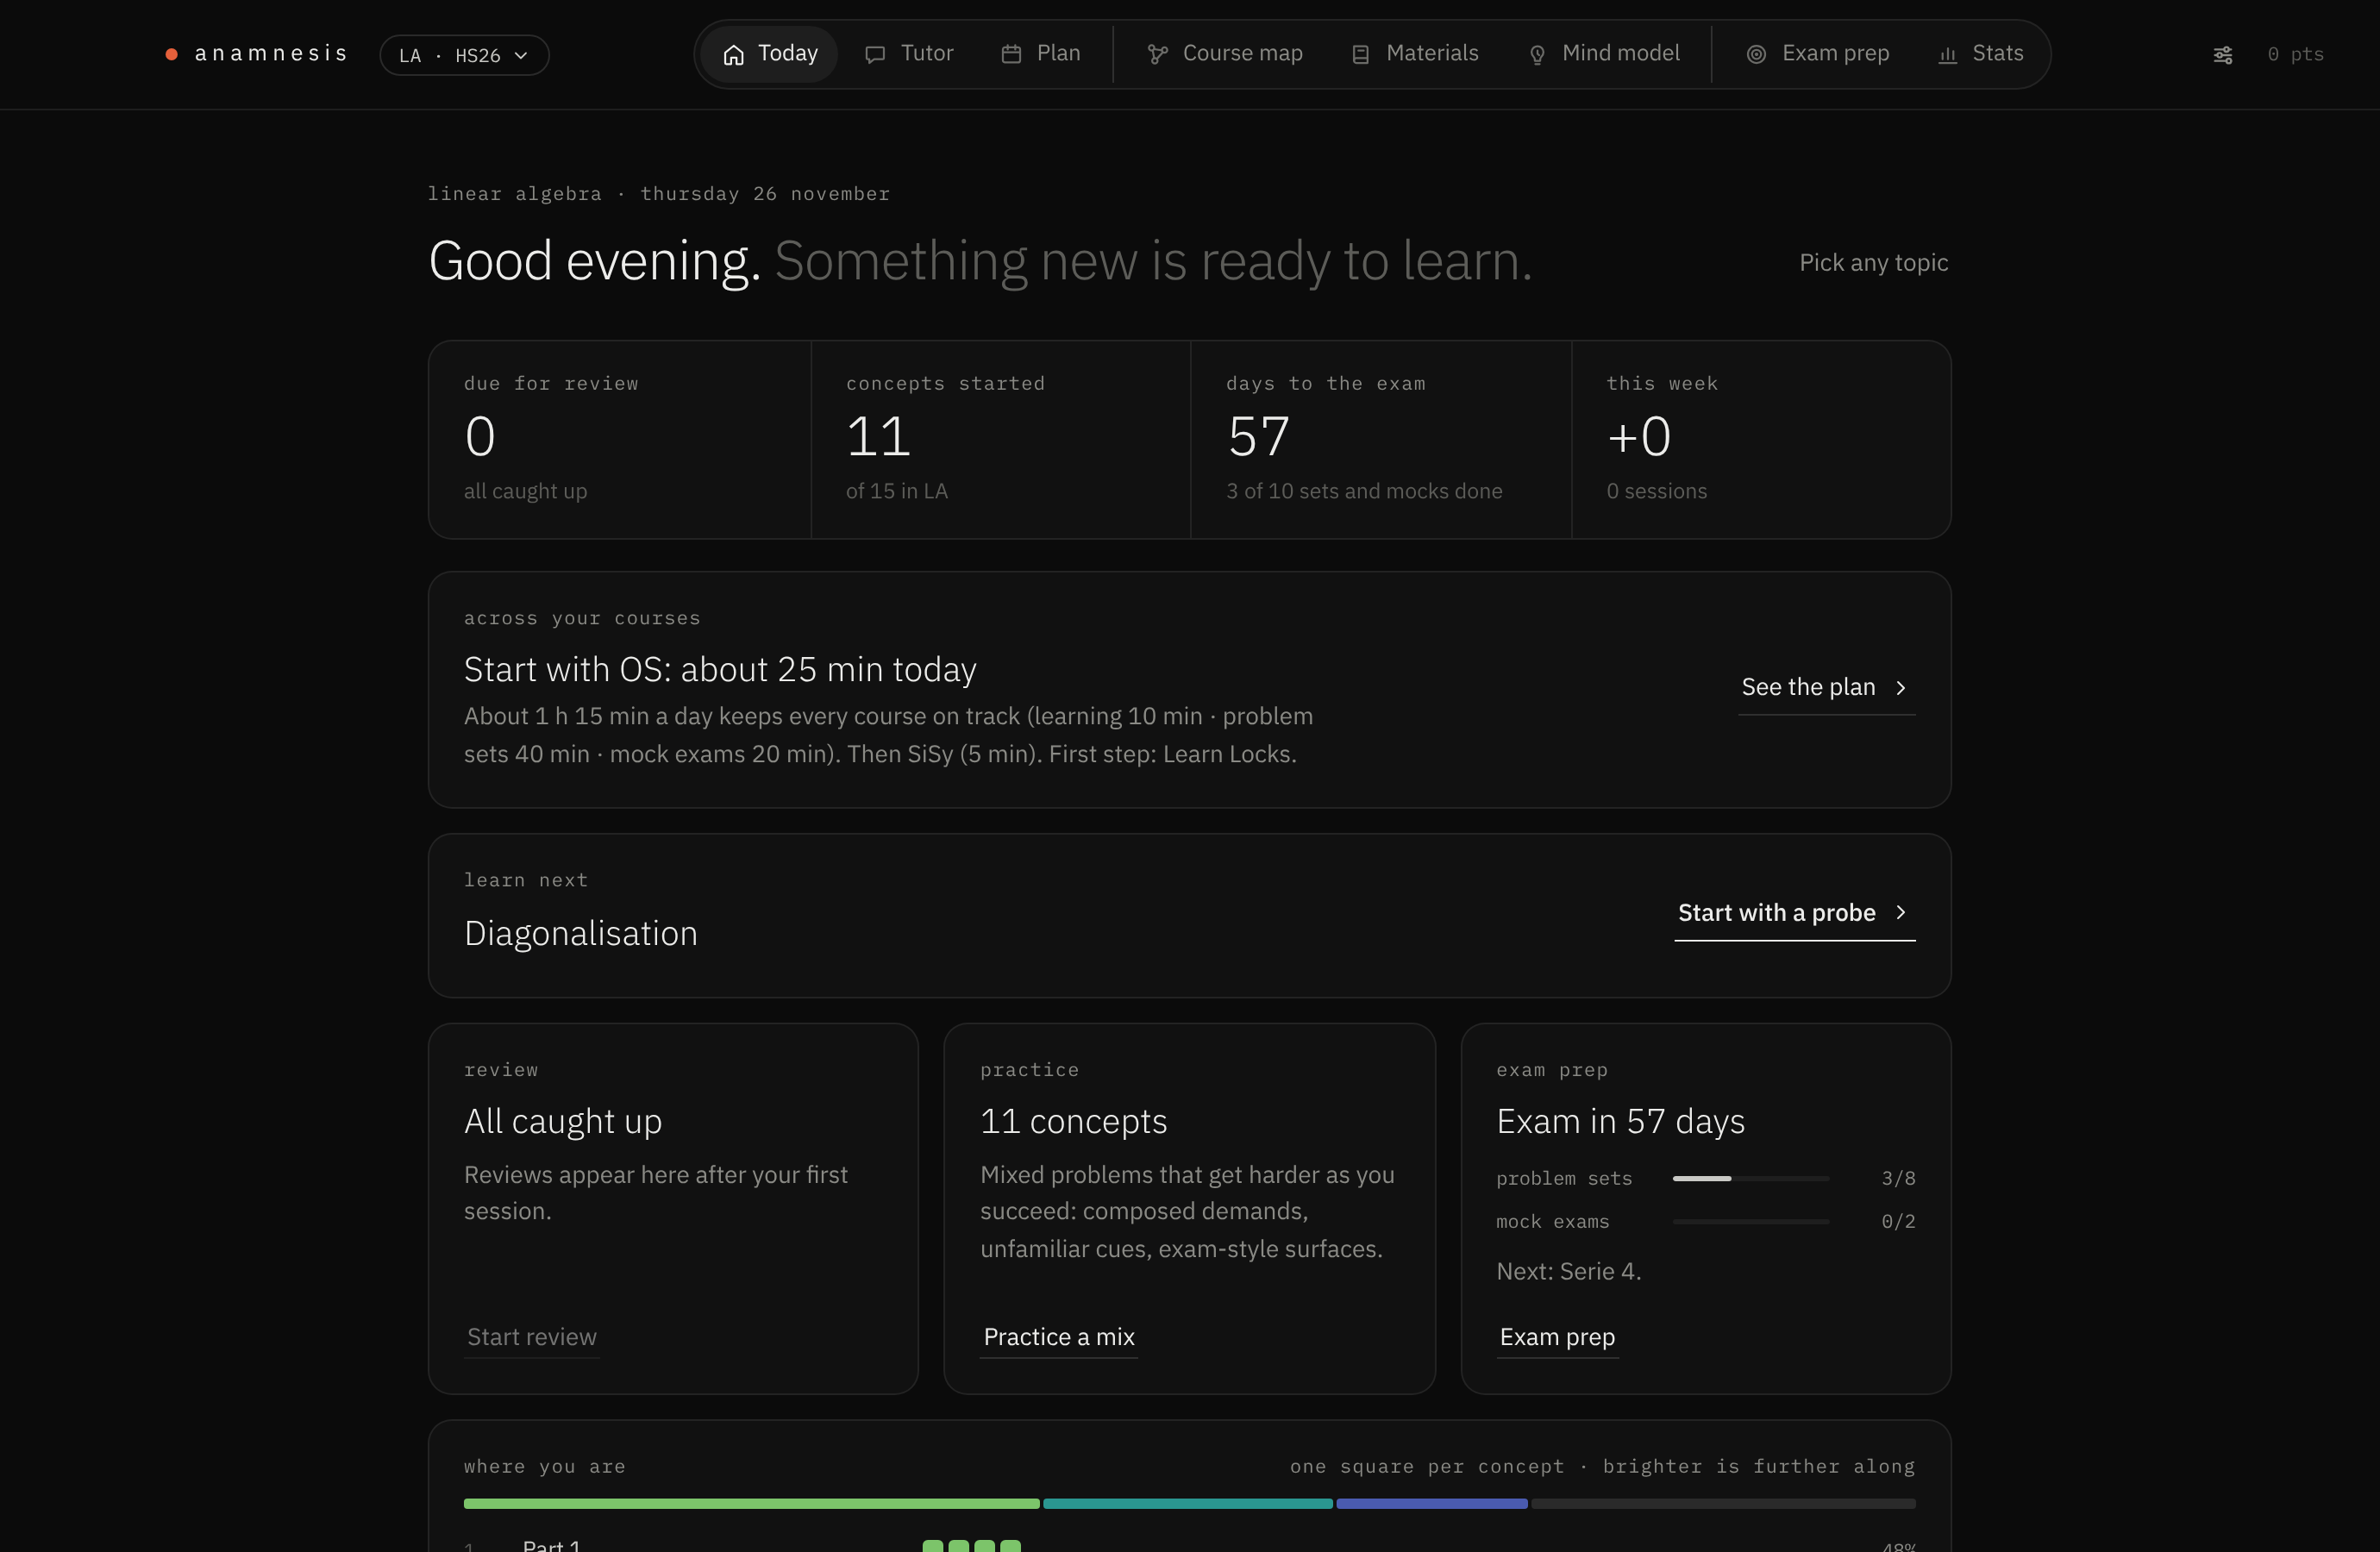 anamnesis
LA · HS26
Today
Tutor
Plan
Course map
Materials
Mind model
Exam prep
Stats
0 pts
linear algebra · thursday 26 november
Good evening. Something new is ready to learn.
Pick any topic
due for review
0
all caught up
concepts started
11
of 15 in LA
days to the exam
57
3 of 10 sets and mocks done
this week
+0
0 sessions
across your courses
Start with OS: about 25 min today
About 1 h 15 min a day keeps every course on track (learning 10 min · problem
sets 40 min · mock exams 20 min). Then SiSy (5 min). First step: Learn Locks.
See the plan
learn next
Diagonalisation
Start with a probe
review
All caught up
Reviews appear here after your first
session.
Start review
practice
11 concepts
Mixed problems that get harder as you
succeed: composed demands,
unfamiliar cues, exam-style surfaces.
Practice a mix
exam prep
Exam in 57 days
problem sets 3/8
mock exams 0/2
Next: Serie 4.
Exam prep
where you are
one square per concept · brighter is further along
1 Part 1 48%